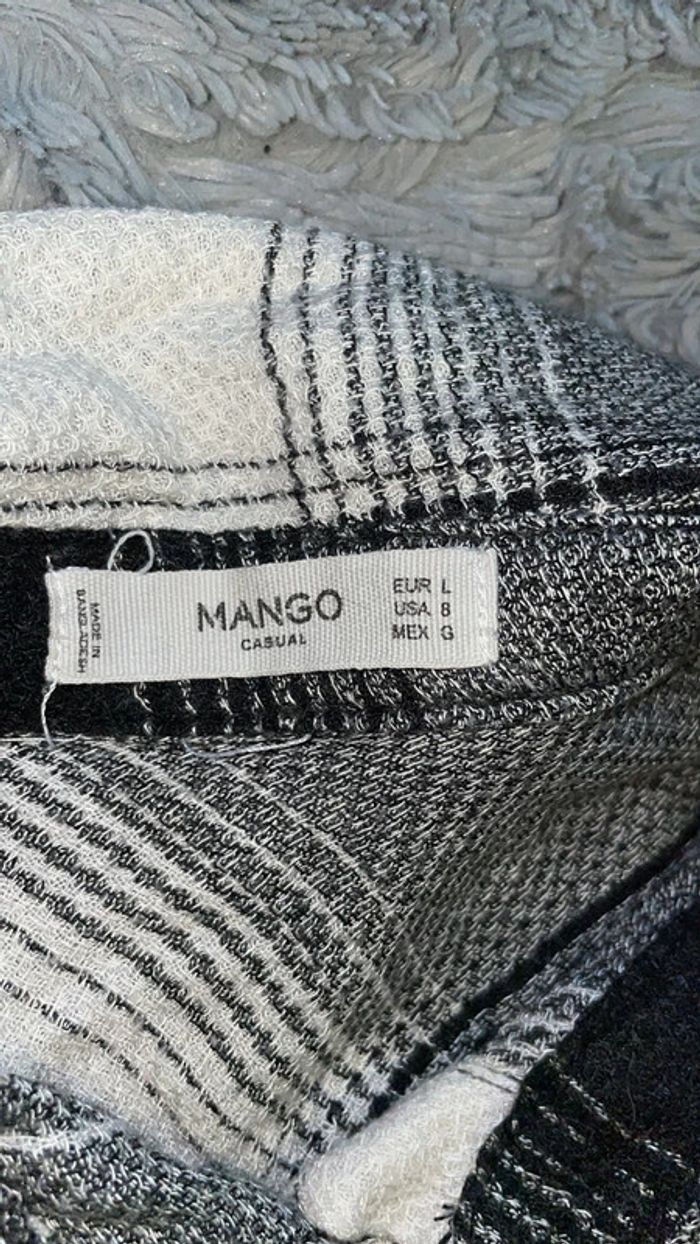 MADE IN
BANGLADESH
MANGO
CASUAL
EUR L
USA 8
MEX G